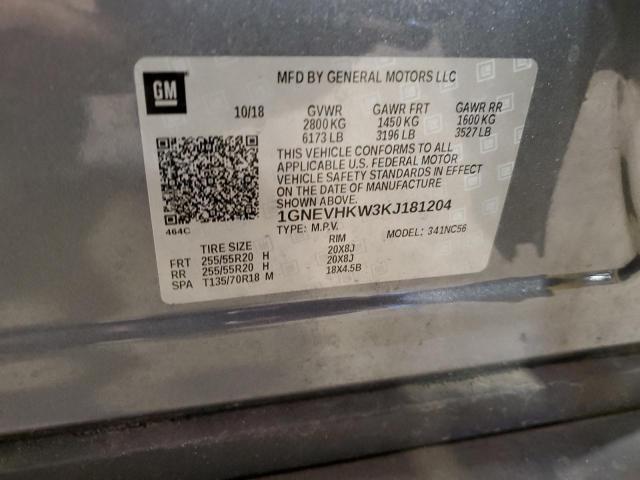 GM
MFD BY GENERAL MOTORS LLC
10/18 GVWR GAWR FRT GAWR RR
2800 KG 1450 KG 1600 KG
6173 LB 3196 LB 3527 LB
THIS VEHICLE CONFORMS TO ALL
APPLICABLE U.S. FEDERAL MOTOR
VEHICLE SAFETY STANDARDS IN EFFECT
ON THE DATE OF MANUFACTURE
SHOWN ABOVE.
1GNEVHKW3KJ181204
464C
TYPE: M.P.V. MODEL: 341NC56
TIRE SIZE RIM
FRT 255/55R20 H 20X8J
RR 255/55R20 H 20X8J
SPA T135/70R18 M 18X4.5B